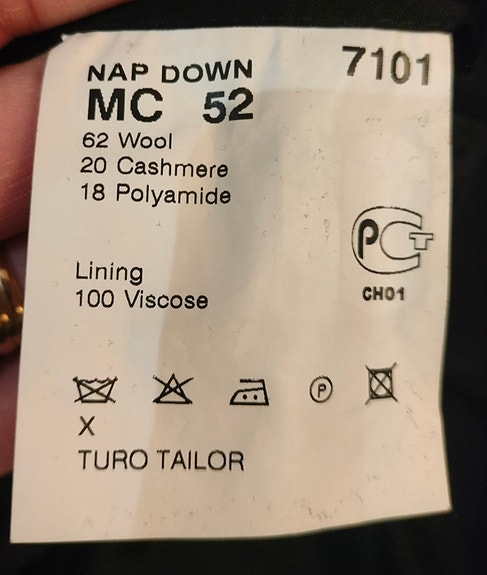 NAP DOWN 7101
MC 52
62 Wool
20 Cashmere
18 Polyamide
РСТ
CH01
Lining
100 Viscose
P
X
TURO TAILOR